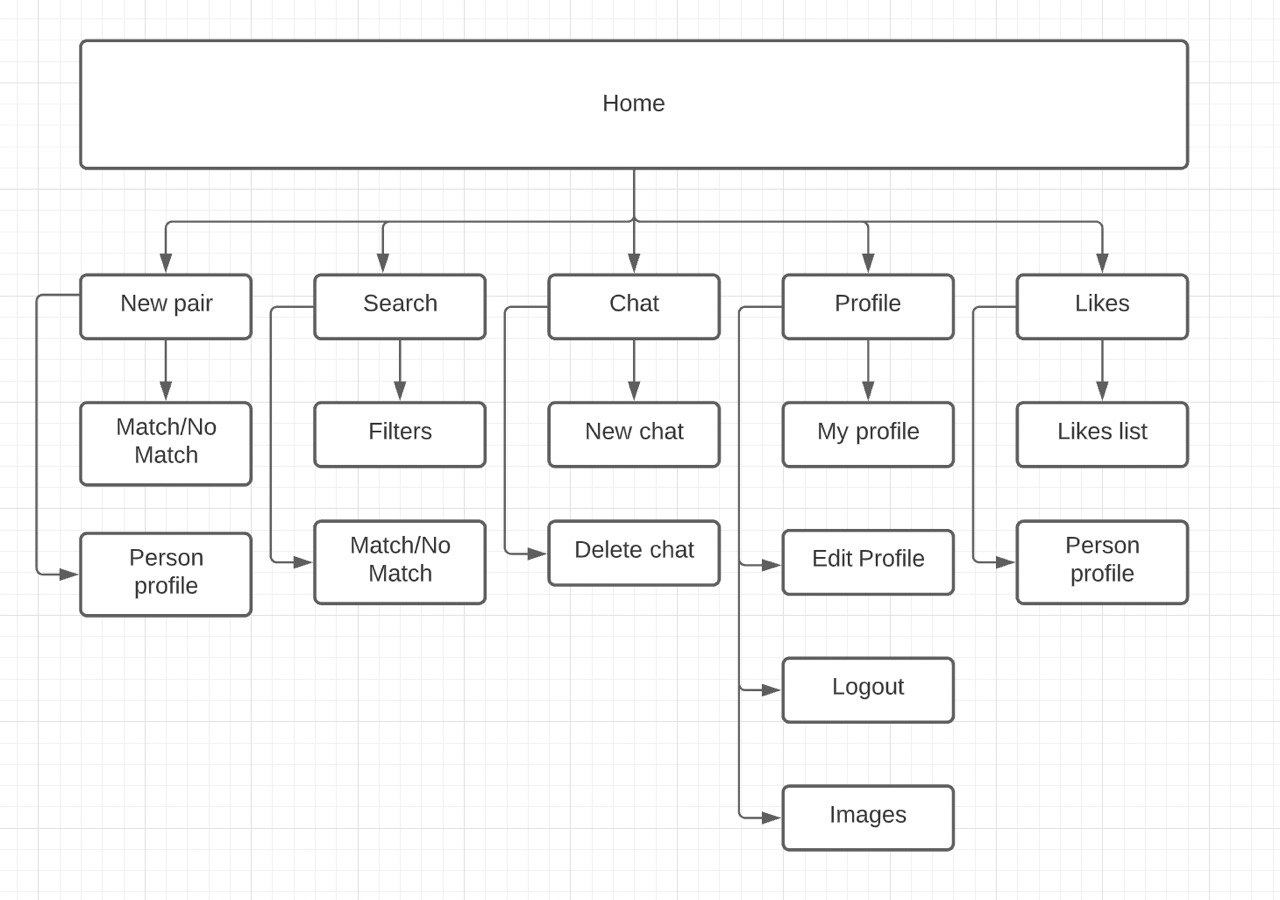 Home
New pair
Search
Chat
Profile
Likes
Match/No
Match
Filters
New chat
My profile
Likes list
Person
profile
Match/No
Match
Delete chat
Edit Profile
Person
profile
Logout
Images